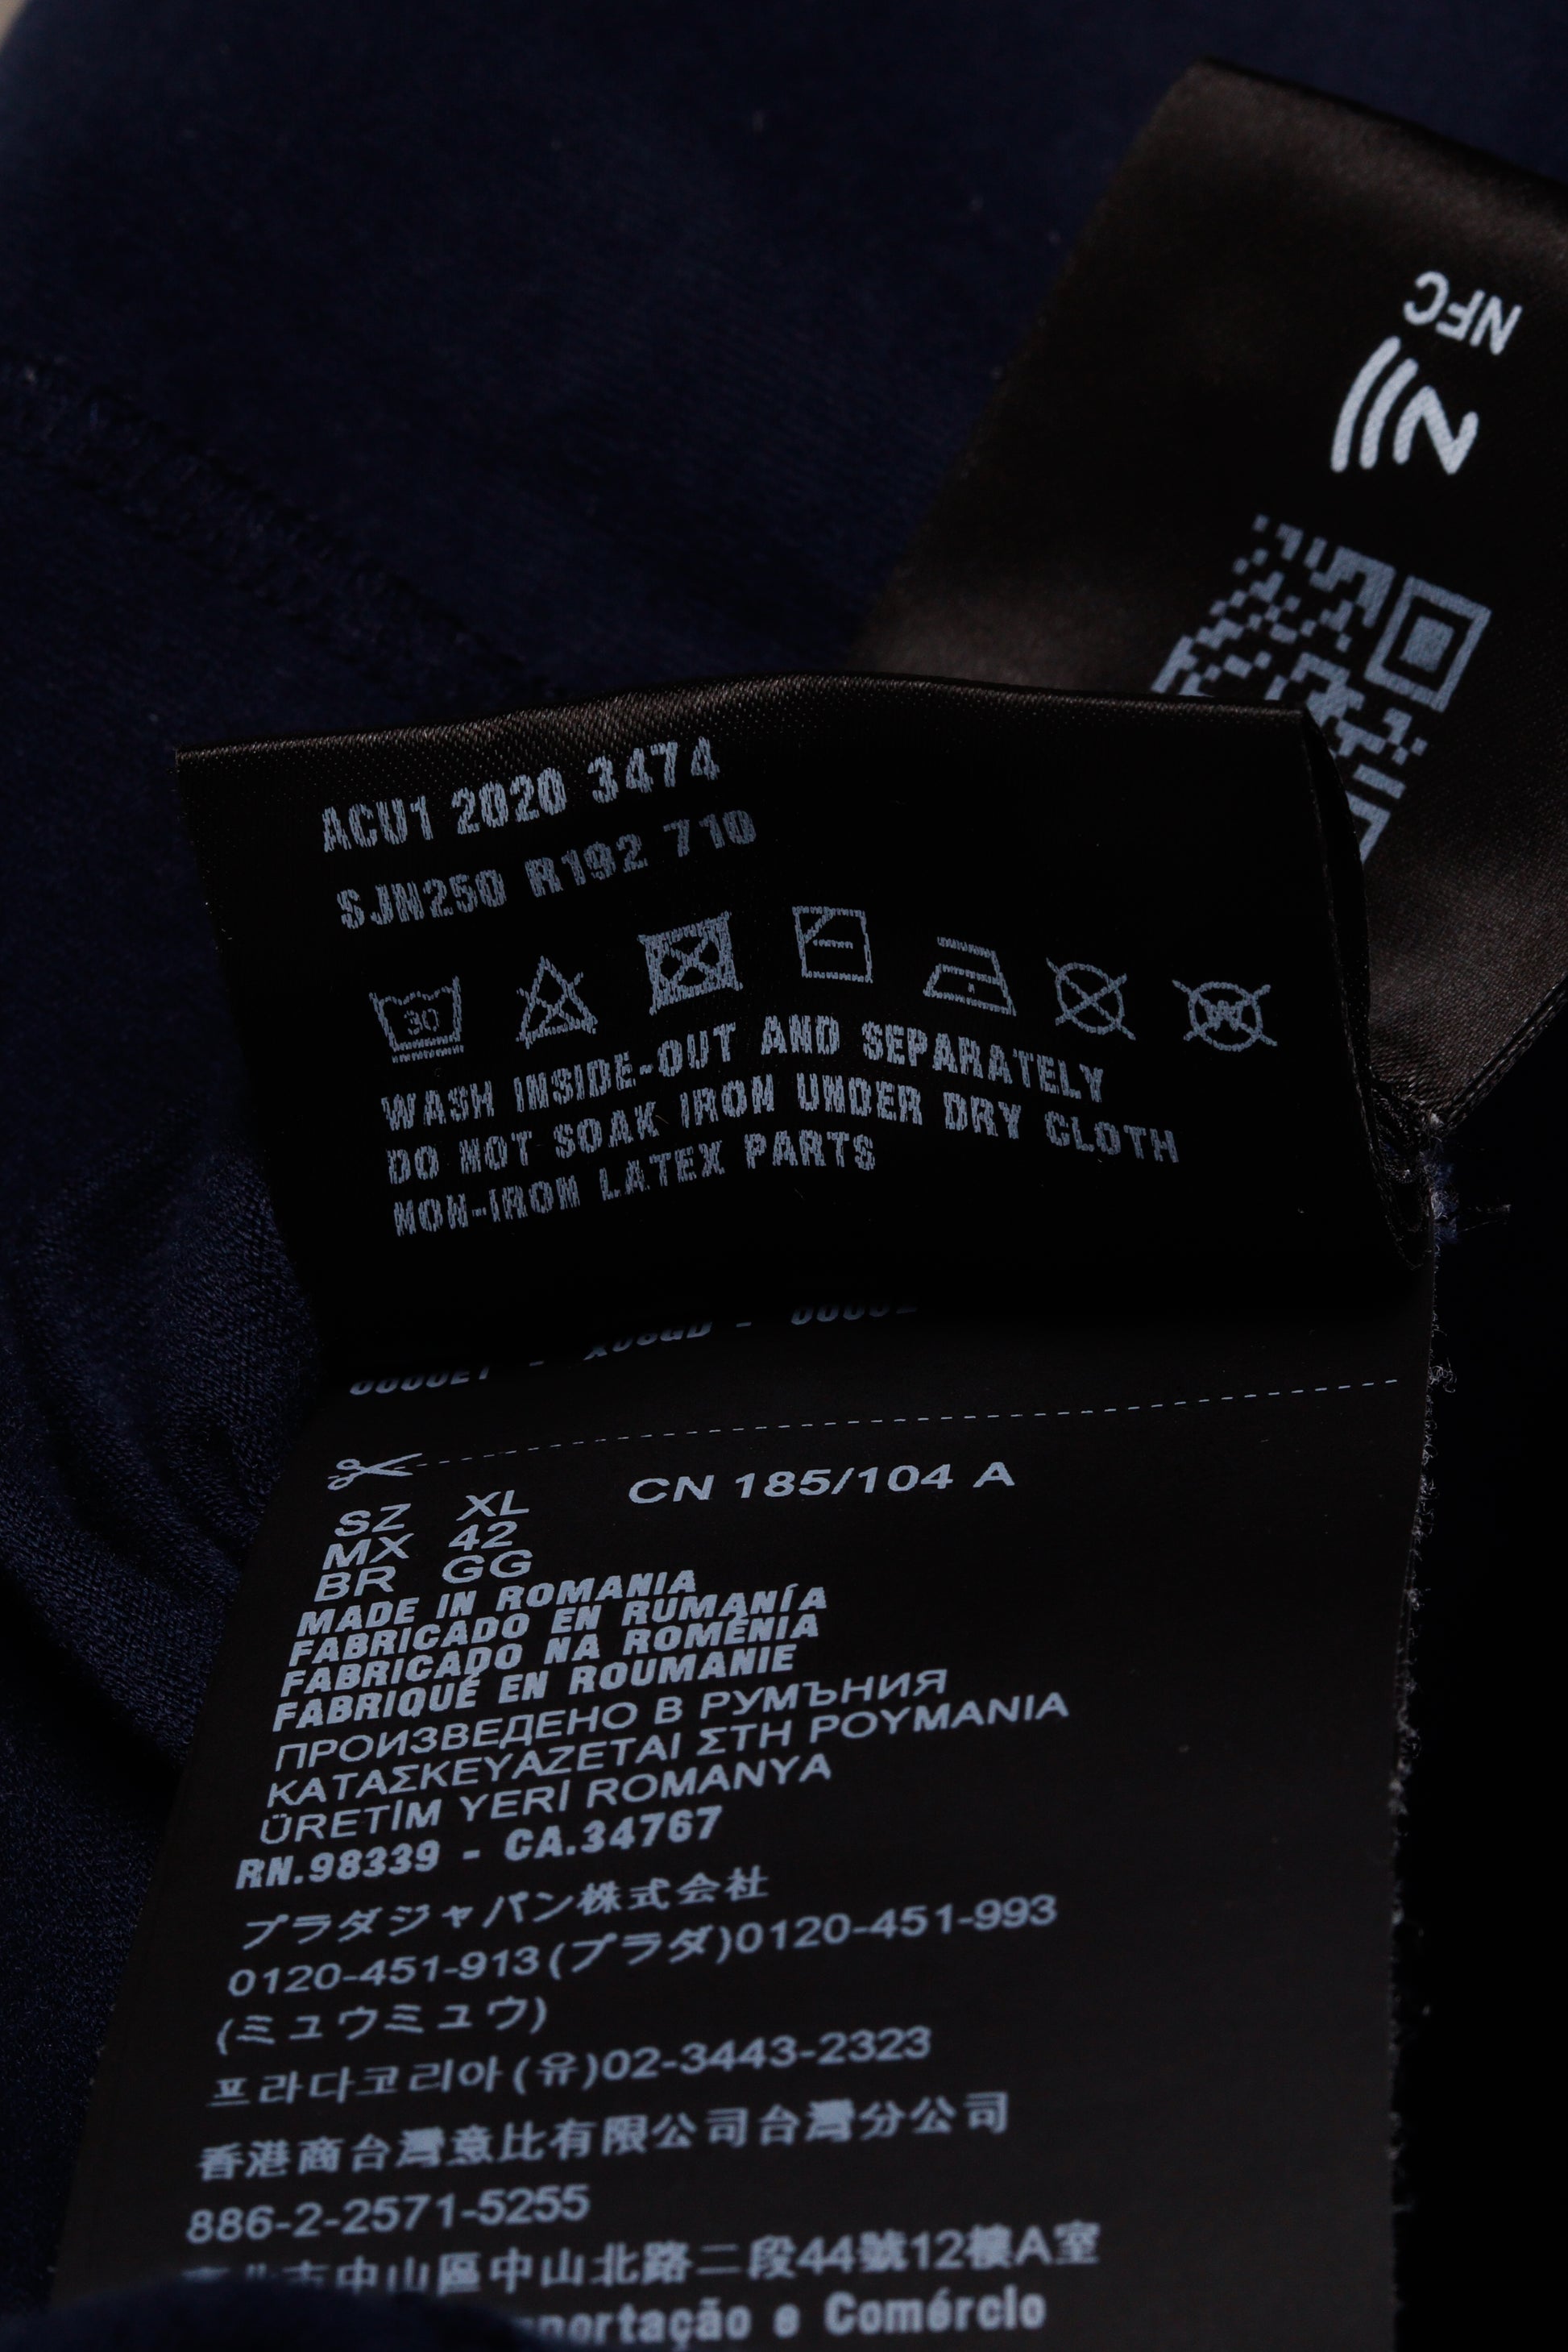 NFC
ACU1 2020 3474
SJN250 R192 710
30
W
WASH INSIDE-OUT AND SEPARATELY
DO NOT SOAK IRON UNDER DRY CLOTH
NON-IRON LATEX PARTS
CN 185/104 A
SZ XL
MX 42
BR GG
MADE IN ROMANIA
FABRICADO EN RUMANÍA
FABRICADO NA ROMÉNIA
FABRIQUÉ EN ROUMANIE
ПРОИЗВЕДЕНО В РУМЪНИЯ
ΚΑΤΑΣΚΕΥΑΖΕΤΑΙ ΣΤΗ ΡΟΥΜΑΝΙΑ
ÜRETİM YERİ ROMANYA
RN.98339 - CA.34767
プラダジャパン株式会社
0120-451-913(プラダ)0120-451-993
(ミュウミュウ)
프라다코리아(유)02-3443-2323
香港商台灣意比有限公司台灣分公司
886-2-2571-5255
市中山區中山北路二段44號12樓A室
e Comércio